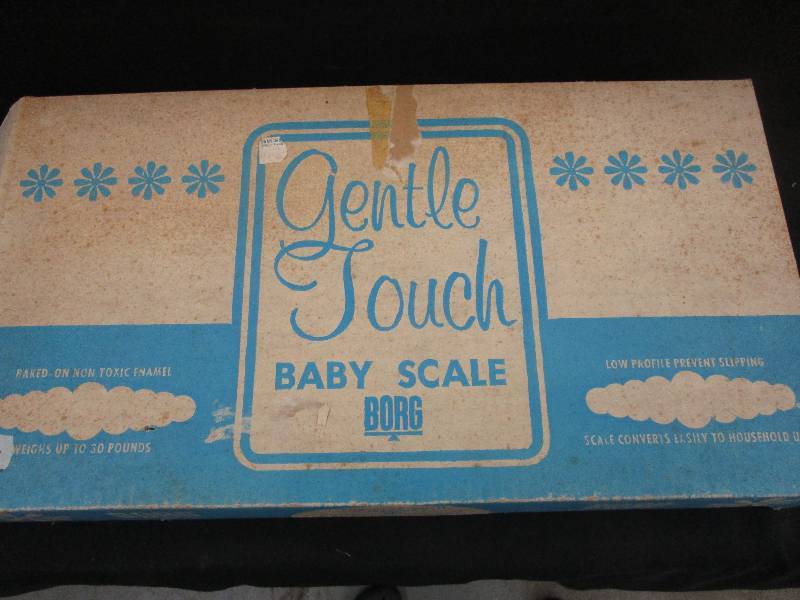 Gentle
Touch
BABY SCALE
BORG
BAKED-ON NON TOXIC ENAMEL
WEIGHS UP TO 30 POUNDS
LOW PROFILE PREVENT SLIPPING
SCALE CONVERTS EASILY TO HOUSEHOLD U